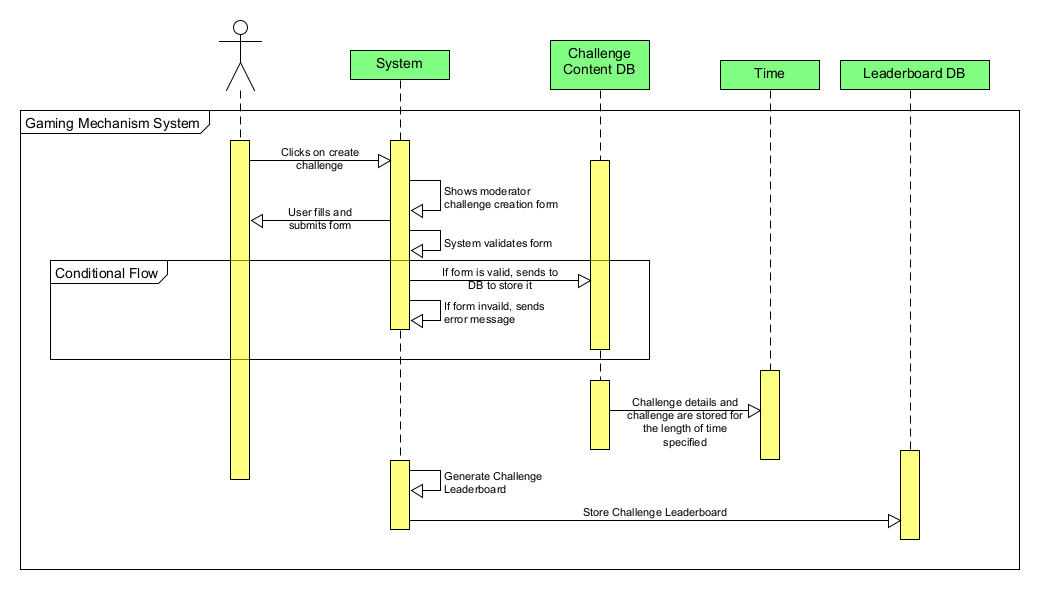 System
Challenge
Content DB
Time
Leaderboard DB
Gaming Mechanism System
Clicks on create
challenge
Shows moderator
challenge creation form
User fills and
submits form
System validates form
Conditional Flow
If form is valid, sends to
DB to store it
If form invaild, sends
error message
Challenge details and
challenge are stored for
the length of time
specified
Generate Challenge
Leaderboard
Store Challenge Leaderboard